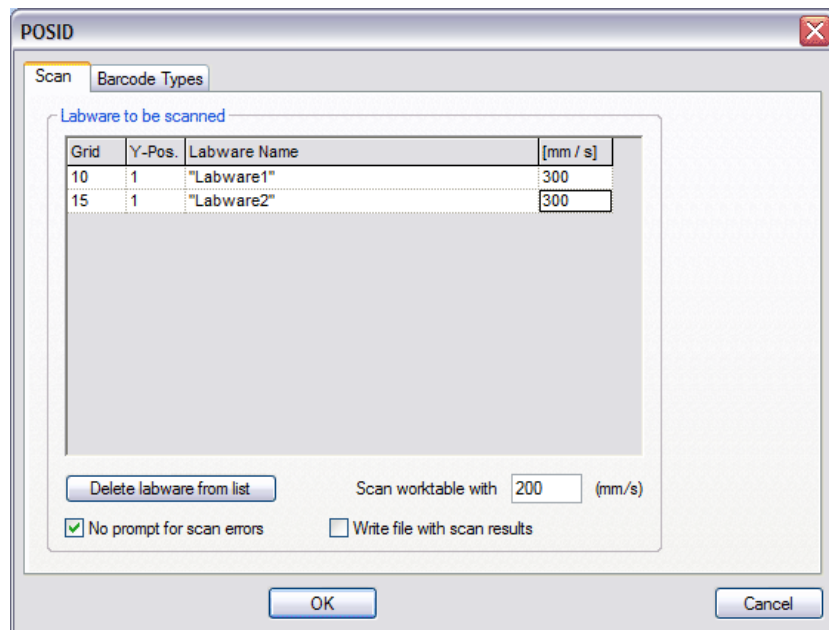 POSID
Scan Barcode Types
Labware to be scanned
Grid Y-Pos. Labware Name [mm / s]
10 1 "Labware1" 300
15 1 "Labware2" 300
Delete labware from list Scan worktable with 200 (mm/s)
No prompt for scan errors Write file with scan results
OK Cancel